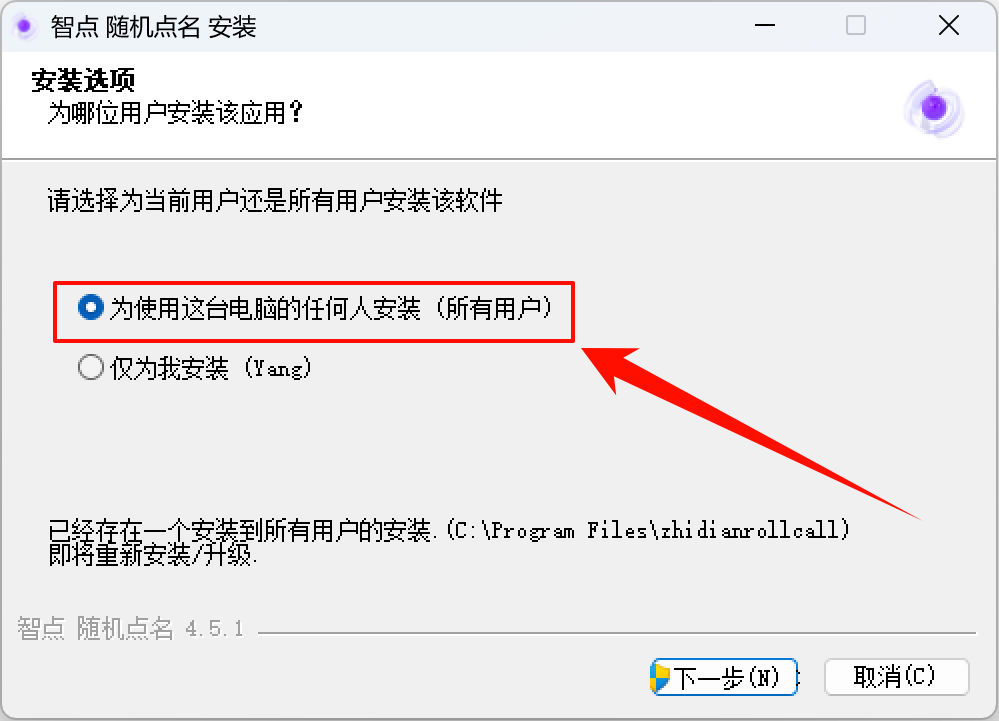 智点 随机点名 安装
安装选项
为哪位用户安装该应用？
请选择为当前用户还是所有用户安装该软件
为使用这台电脑的任何人安装（所有用户）
仅为我安装（Yang）
已经存在一个安装到所有用户的安装.(C:\Program Files\zhidianrollcall)
即将重新安装/升级.
智点 随机点名 4.5.1
下一步(N)
取消(C)